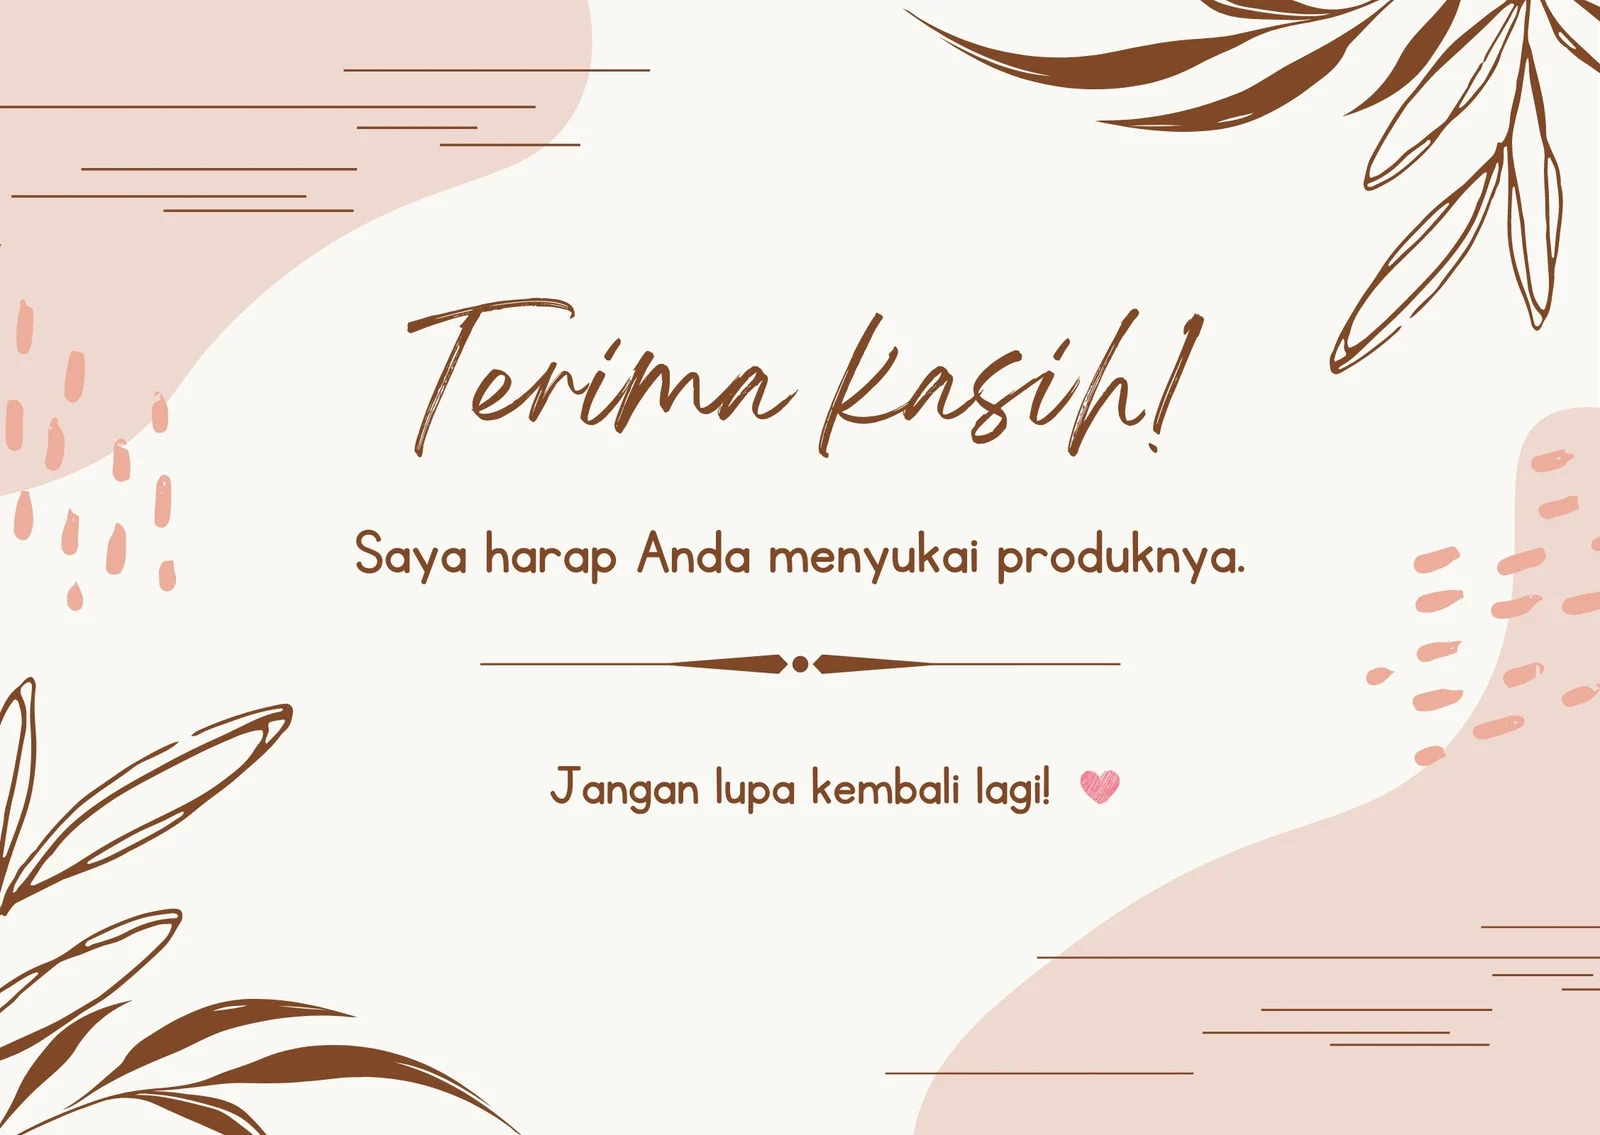 Terima kasih!
Saya harap Anda menyukai produknya.
Jangan lupa kembali lagi!